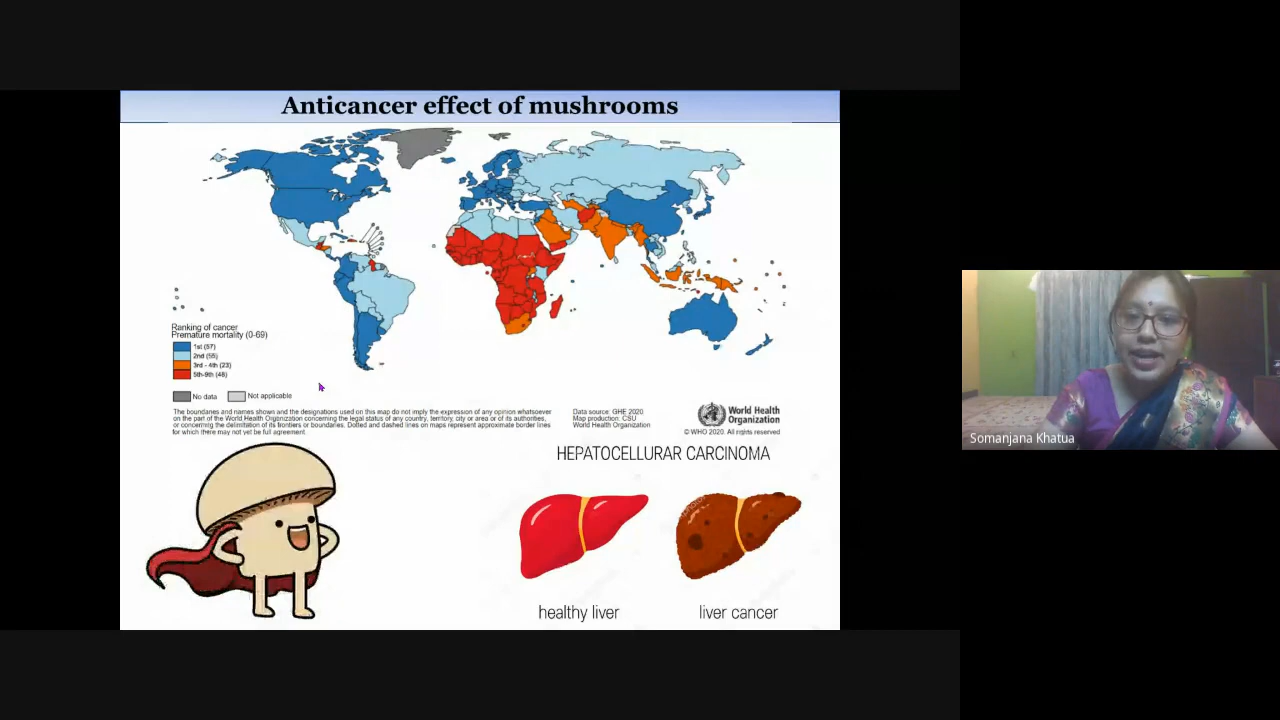 Anticancer effect of mushrooms
Ranking of cancer
Premature mortality (0-69)
1st (57)
2nd (55)
3rd - 4th (23)
5th-9th (48)
No data
Not applicable
The boundaries and names shown and the designations used on this map do not imply the expression of any opinion whatsoever
on the part of the World Health Organization concerning the legal status of any country, territory, city or area or of its authorities,
or concerning the delimitation of its frontiers or boundaries. Dotted and dashed lines on maps represent approximate border lines
for which there may not yet be full agreement.
Data source: GHE 2020
Map production: CSU
World Health Organization
World Health
Organization
© WHO 2020. All rights reserved
HEPATOCELLURAR CARCINOMA
healthy liver
liver cancer
Somanjana Khatua